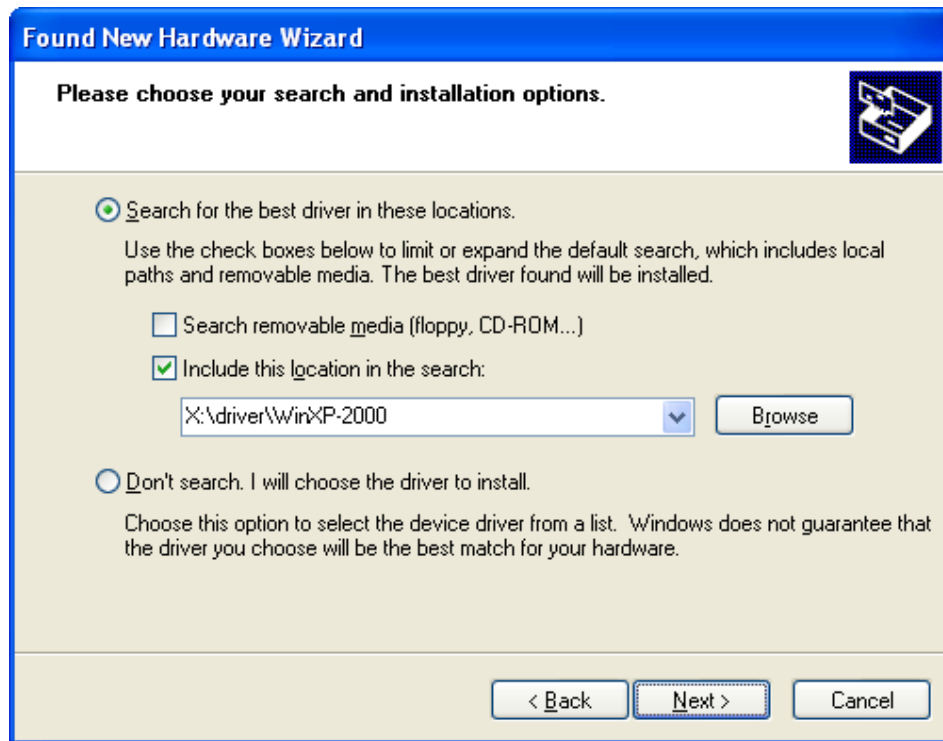 Found New Hardware Wizard
Please choose your search and installation options.
Search for the best driver in these locations.
Use the check boxes below to limit or expand the default search, which includes local
paths and removable media. The best driver found will be installed.
Search removable media (floppy, CD-ROM...)
Include this location in the search:
X:\driver\WinXP-2000
Browse
Don't search. I will choose the driver to install.
Choose this option to select the device driver from a list. Windows does not guarantee that
the driver you choose will be the best match for your hardware.
< Back Next > Cancel